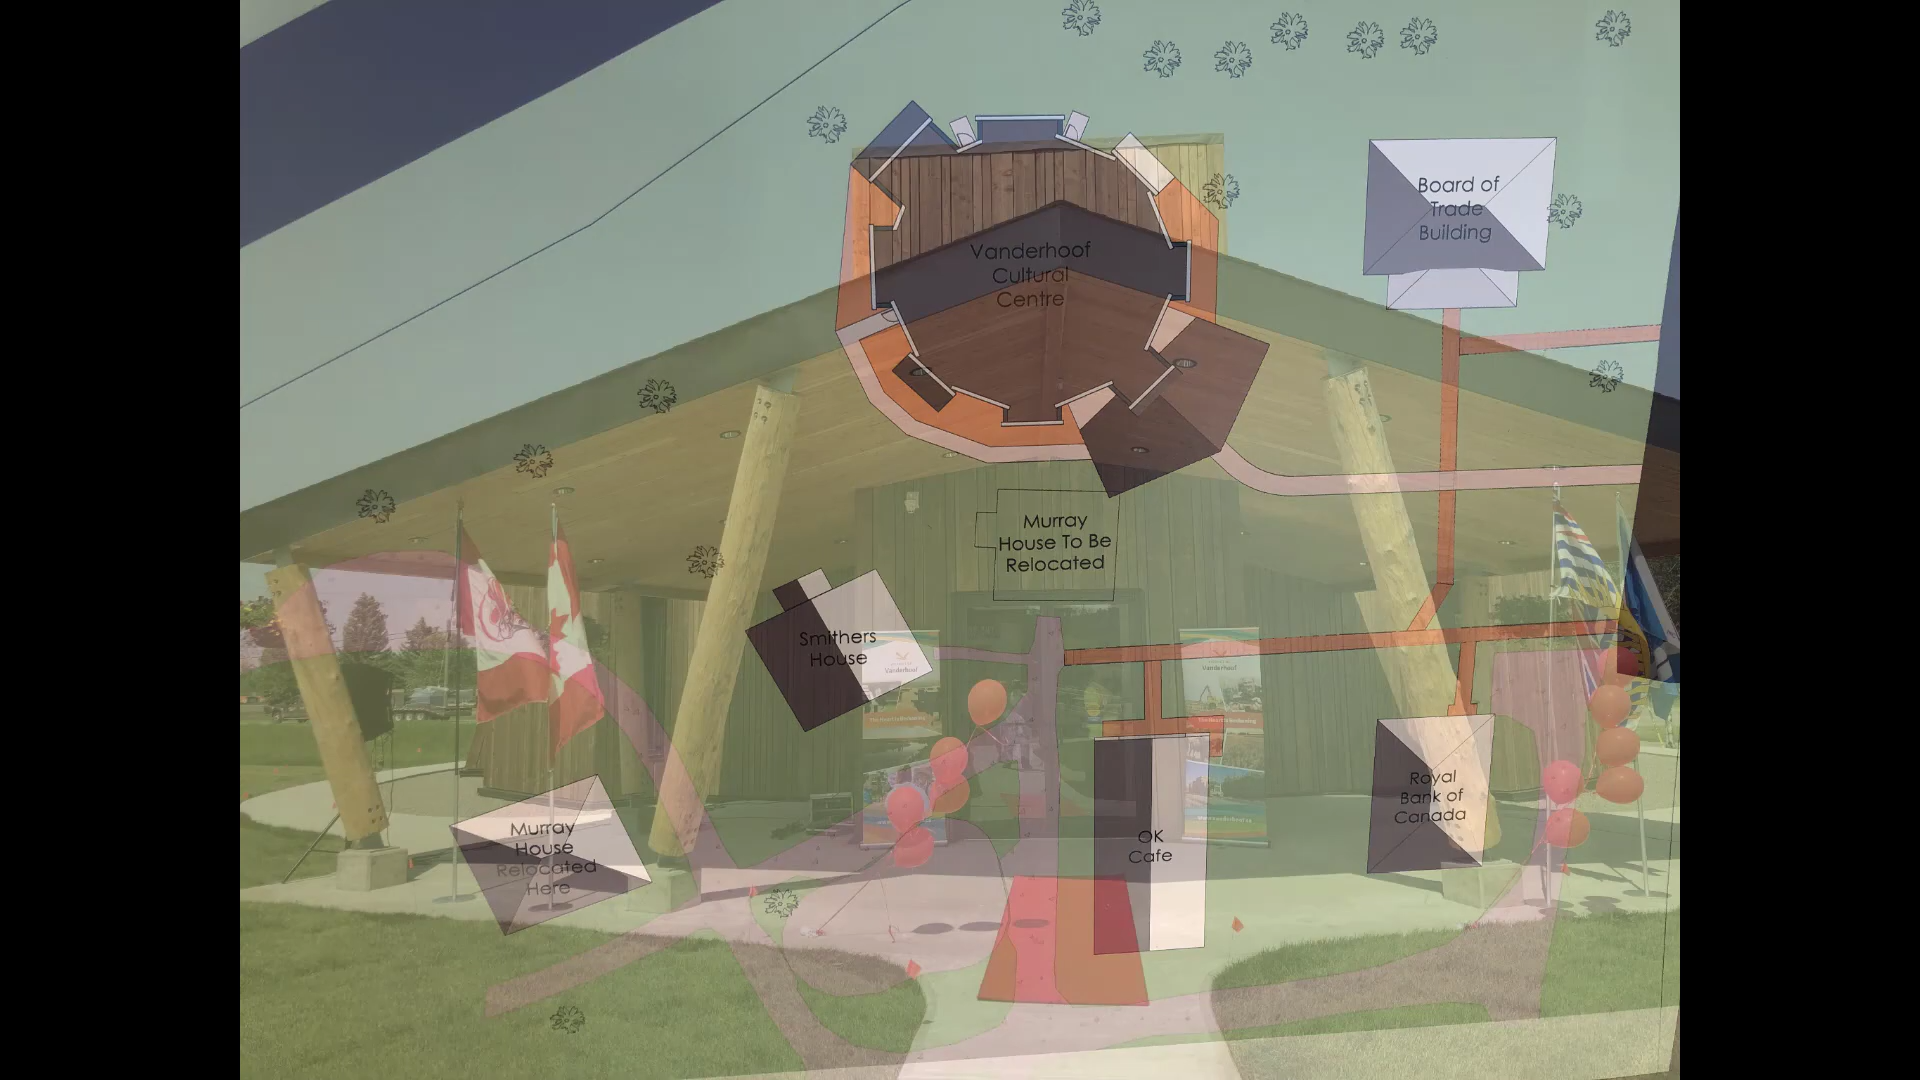 Board of
Trade
Building
Vanderhoof
Cultural
Centre
Murray
House To Be
Relocated
Smithers
House
Vanderhoof
Vanderhoof
Royal
Bank of
Canada
Murray
House
Relocated
Here
OK
Cafe